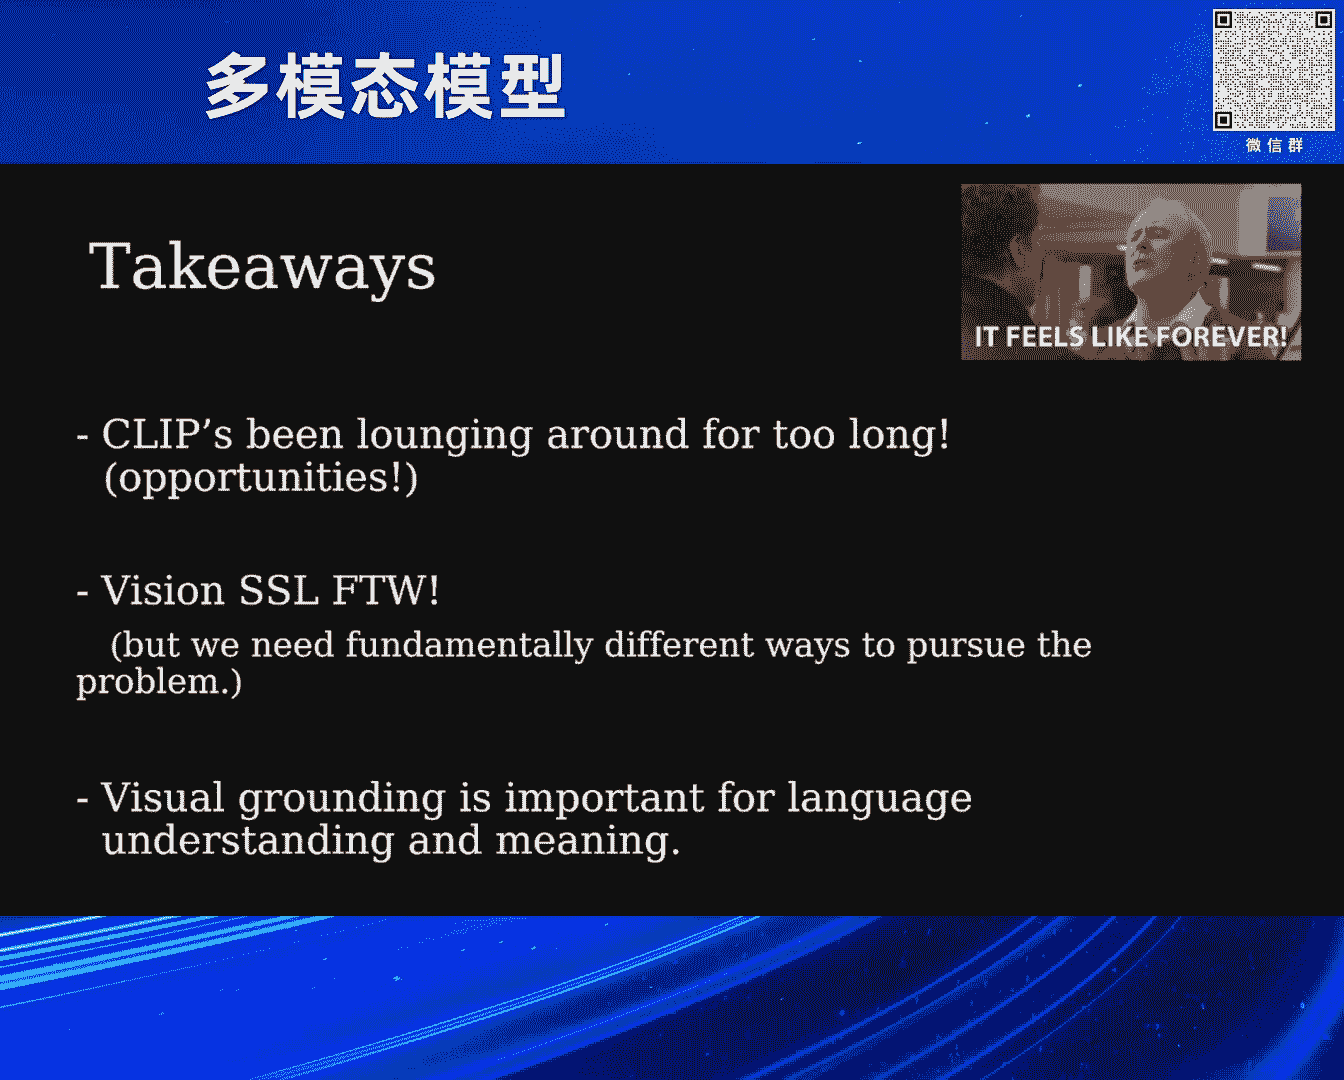 多模态模型
微信群
Takeaways
IT FEELS LIKE FOREVER!
- CLIP’s been lounging around for too long!
(opportunities!)
- Vision SSL FTW!
(but we need fundamentally different ways to pursue the
problem.)
- Visual grounding is important for language
understanding and meaning.